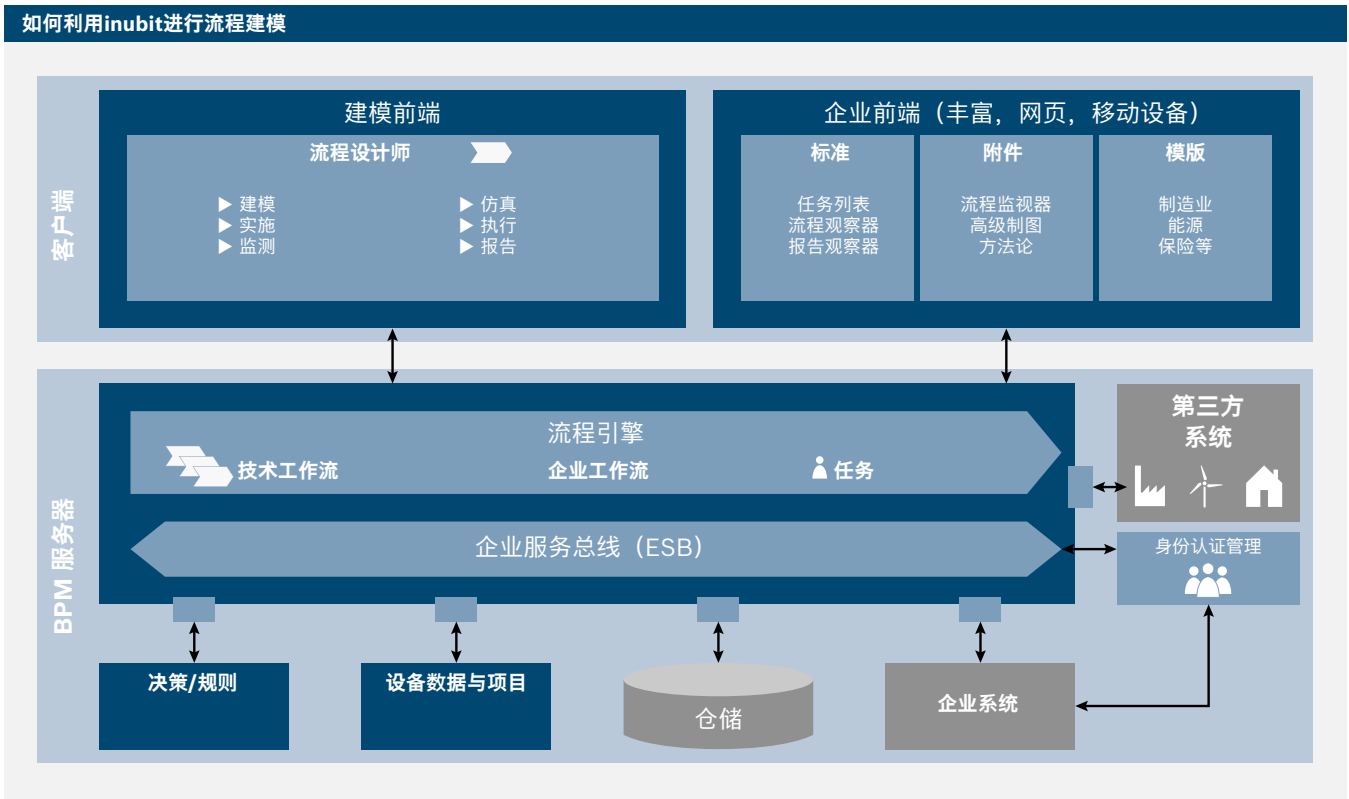 如何利用inubit进行流程建模
客户端
建模前端
流程设计师
建模
实施
监测
仿真
执行
报告
企业前端（丰富，网页，移动设备）
标准
任务列表
流程观察器
报告观察器
附件
流程监视器
高级制图
方法论
模版
制造业
能源
保险等
BPM 服务器
流程引擎
技术工作流
企业工作流
任务
企业服务总线（ESB）
第三方
系统
身份认证管理
决策/规则
设备数据与项目
仓储
企业系统